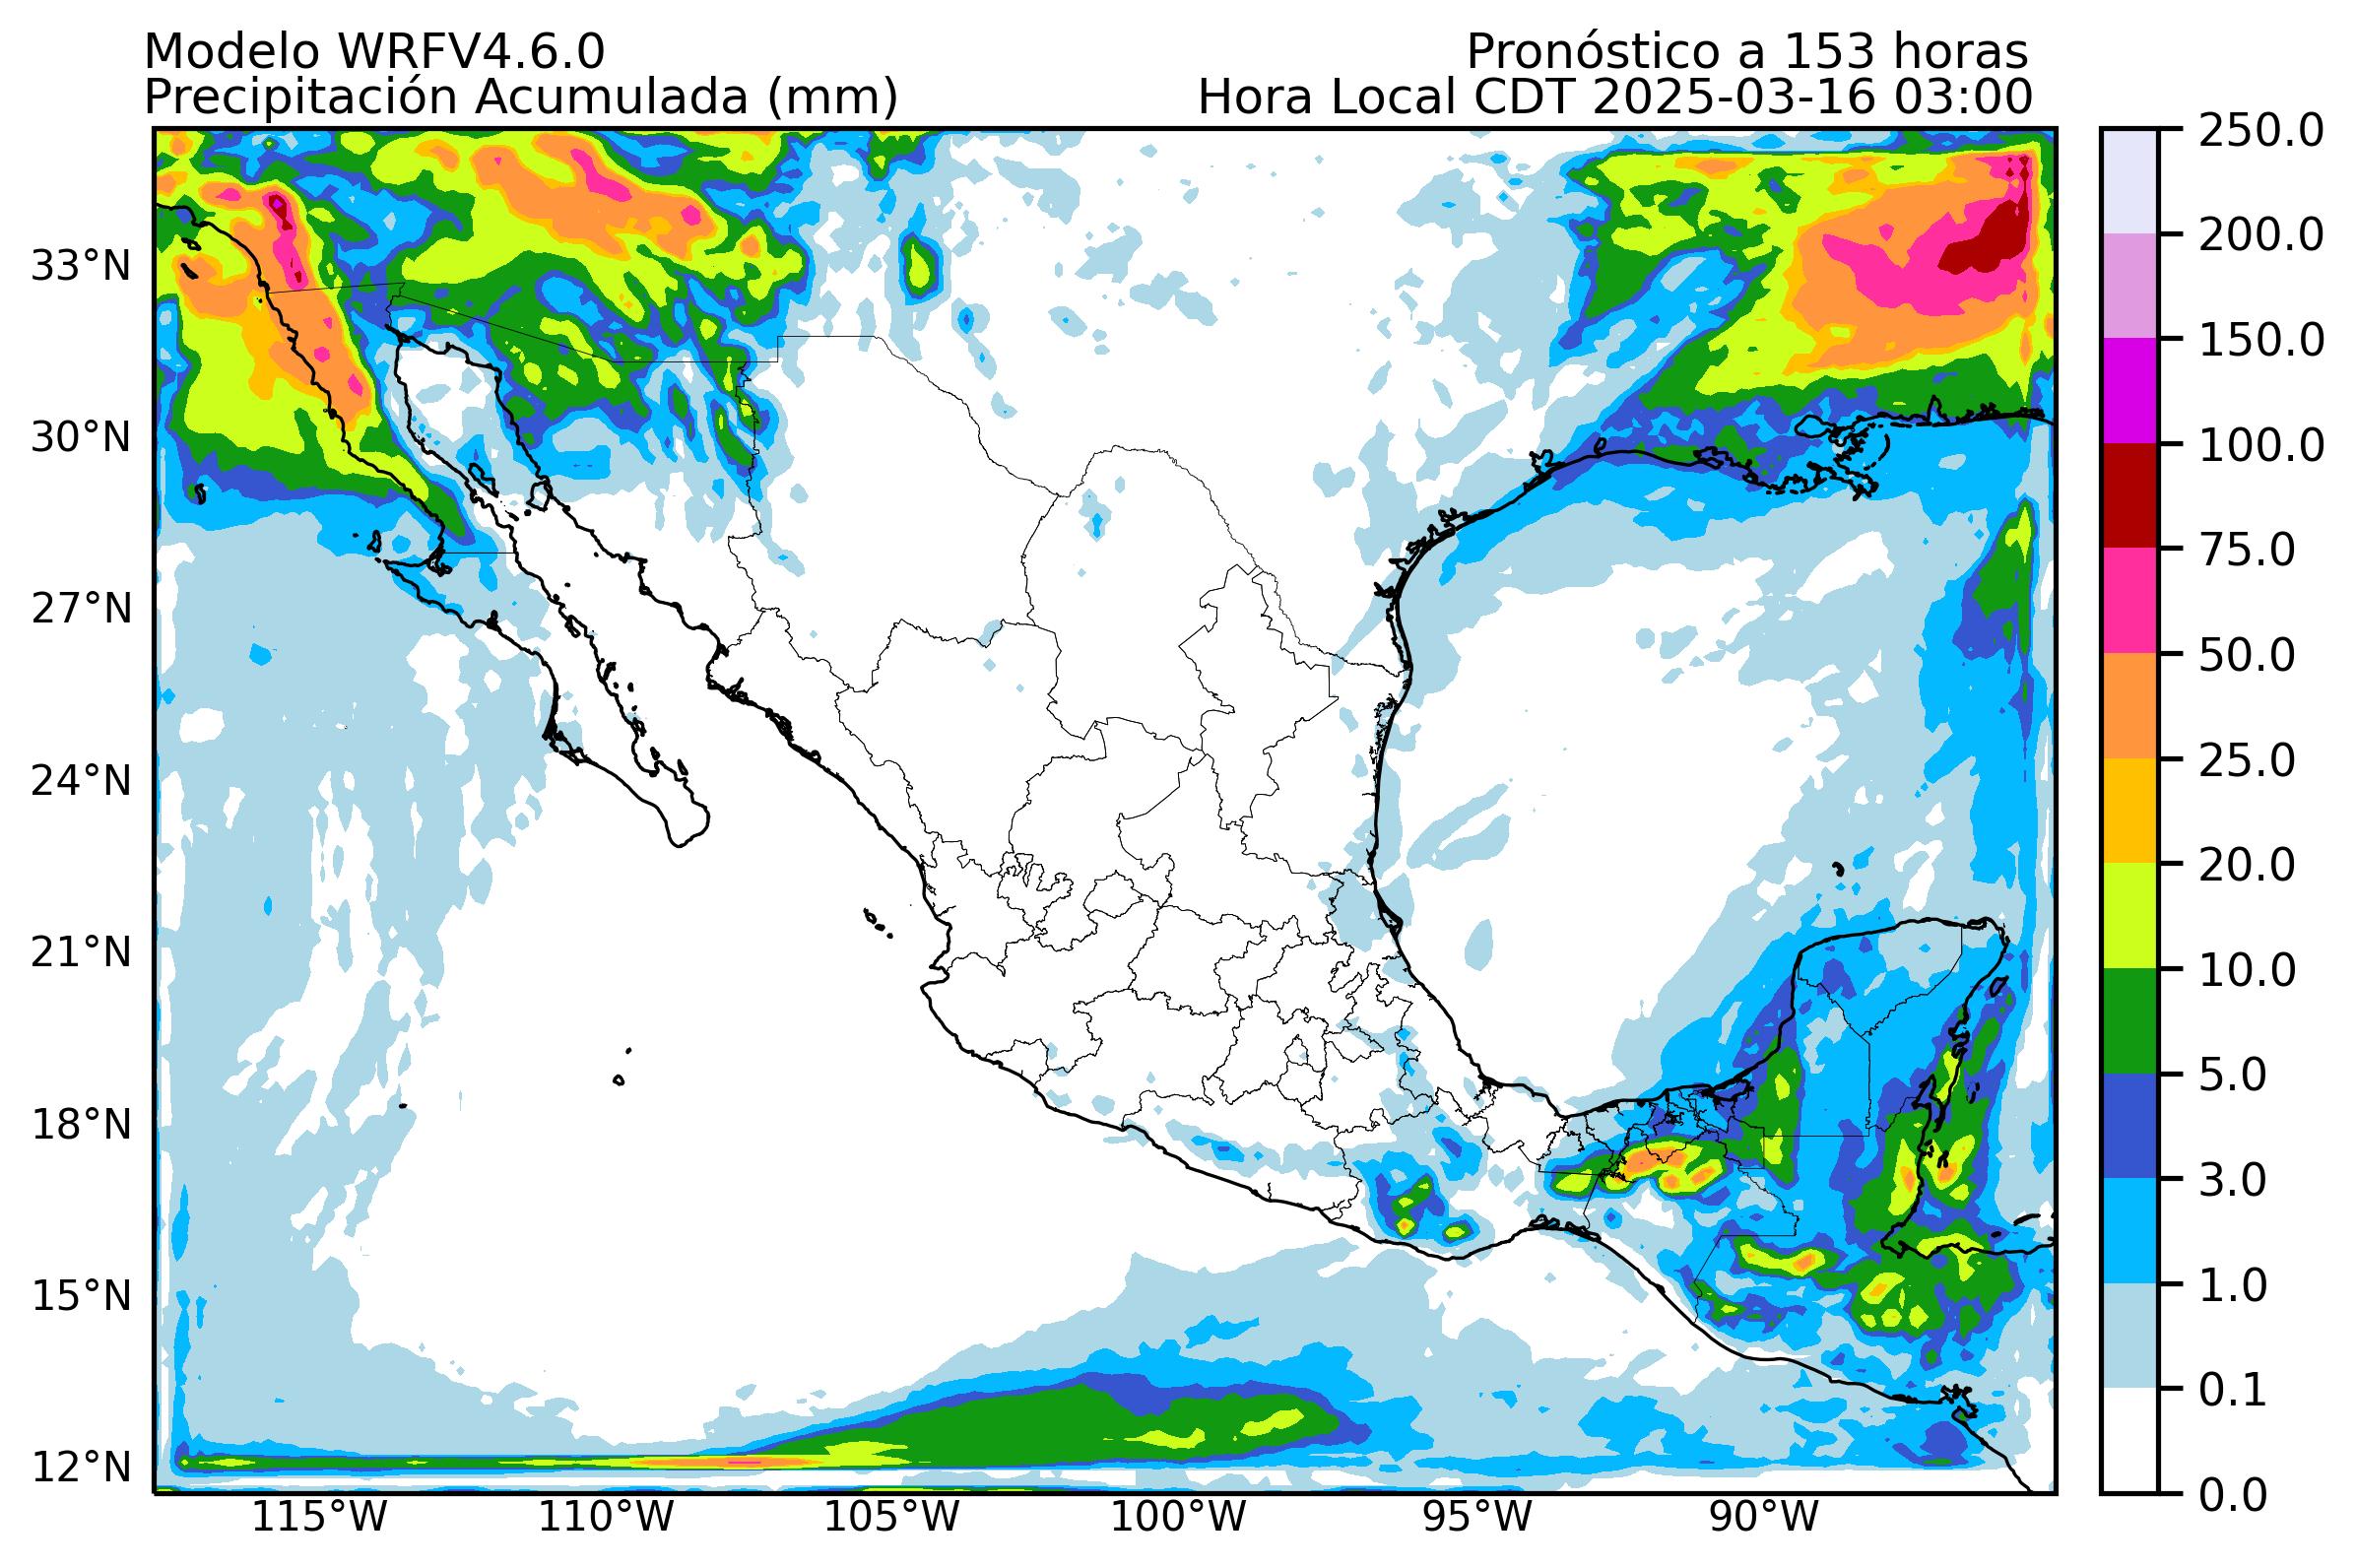 Modelo WRFV4.6.0
Pronóstico a 153 horas
Precipitación Acumulada (mm)
Hora Local CDT 2025-03-16 03:00
33°N
30°N
27°N
24°N
21°N
18°N
15°N
12°N
115°W
110°W
105°W
100°W
95°W
90°W
250.0
200.0
150.0
100.0
75.0
50.0
25.0
20.0
10.0
5.0
3.0
1.0
0.1
0.0